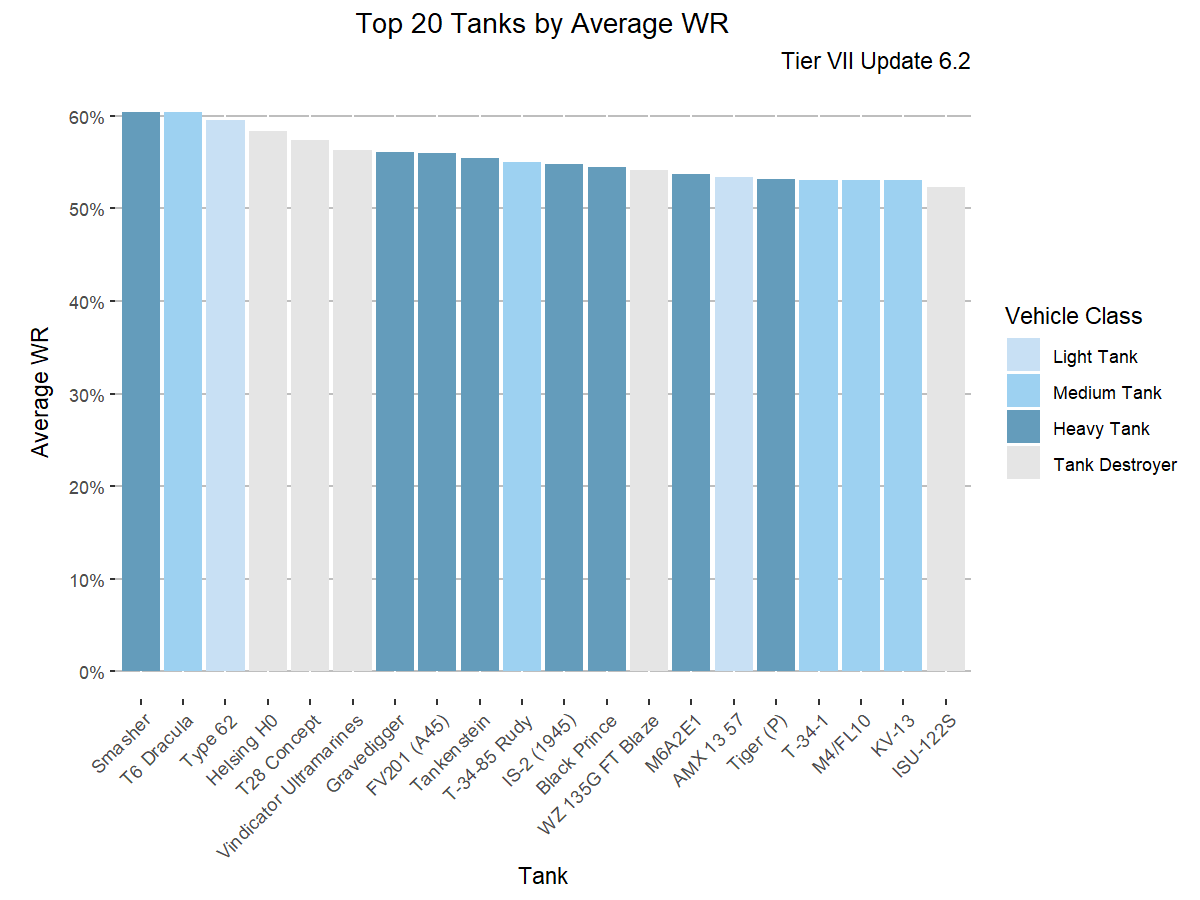 Top 20 Tanks by Average WR
Tier VII Update 6.2
Average WR
60%
50%
40%
30%
20%
10%
0%
Smasher
T6 Dracula
Type 62
Helsing H0
T28 Concept
Vindicator Ultramarines
Gravedigger
FV201 (A45)
Tankenstein
T-34-85 Rudy
IS-2 (1945)
Black Prince
WZ 135G FT Blaze
M6A2E1
AMX 13 57
Tiger (P)
T-34-1
M4/FL10
KV-13
ISU-122S
Tank
Vehicle Class
Light Tank
Medium Tank
Heavy Tank
Tank Destroyer